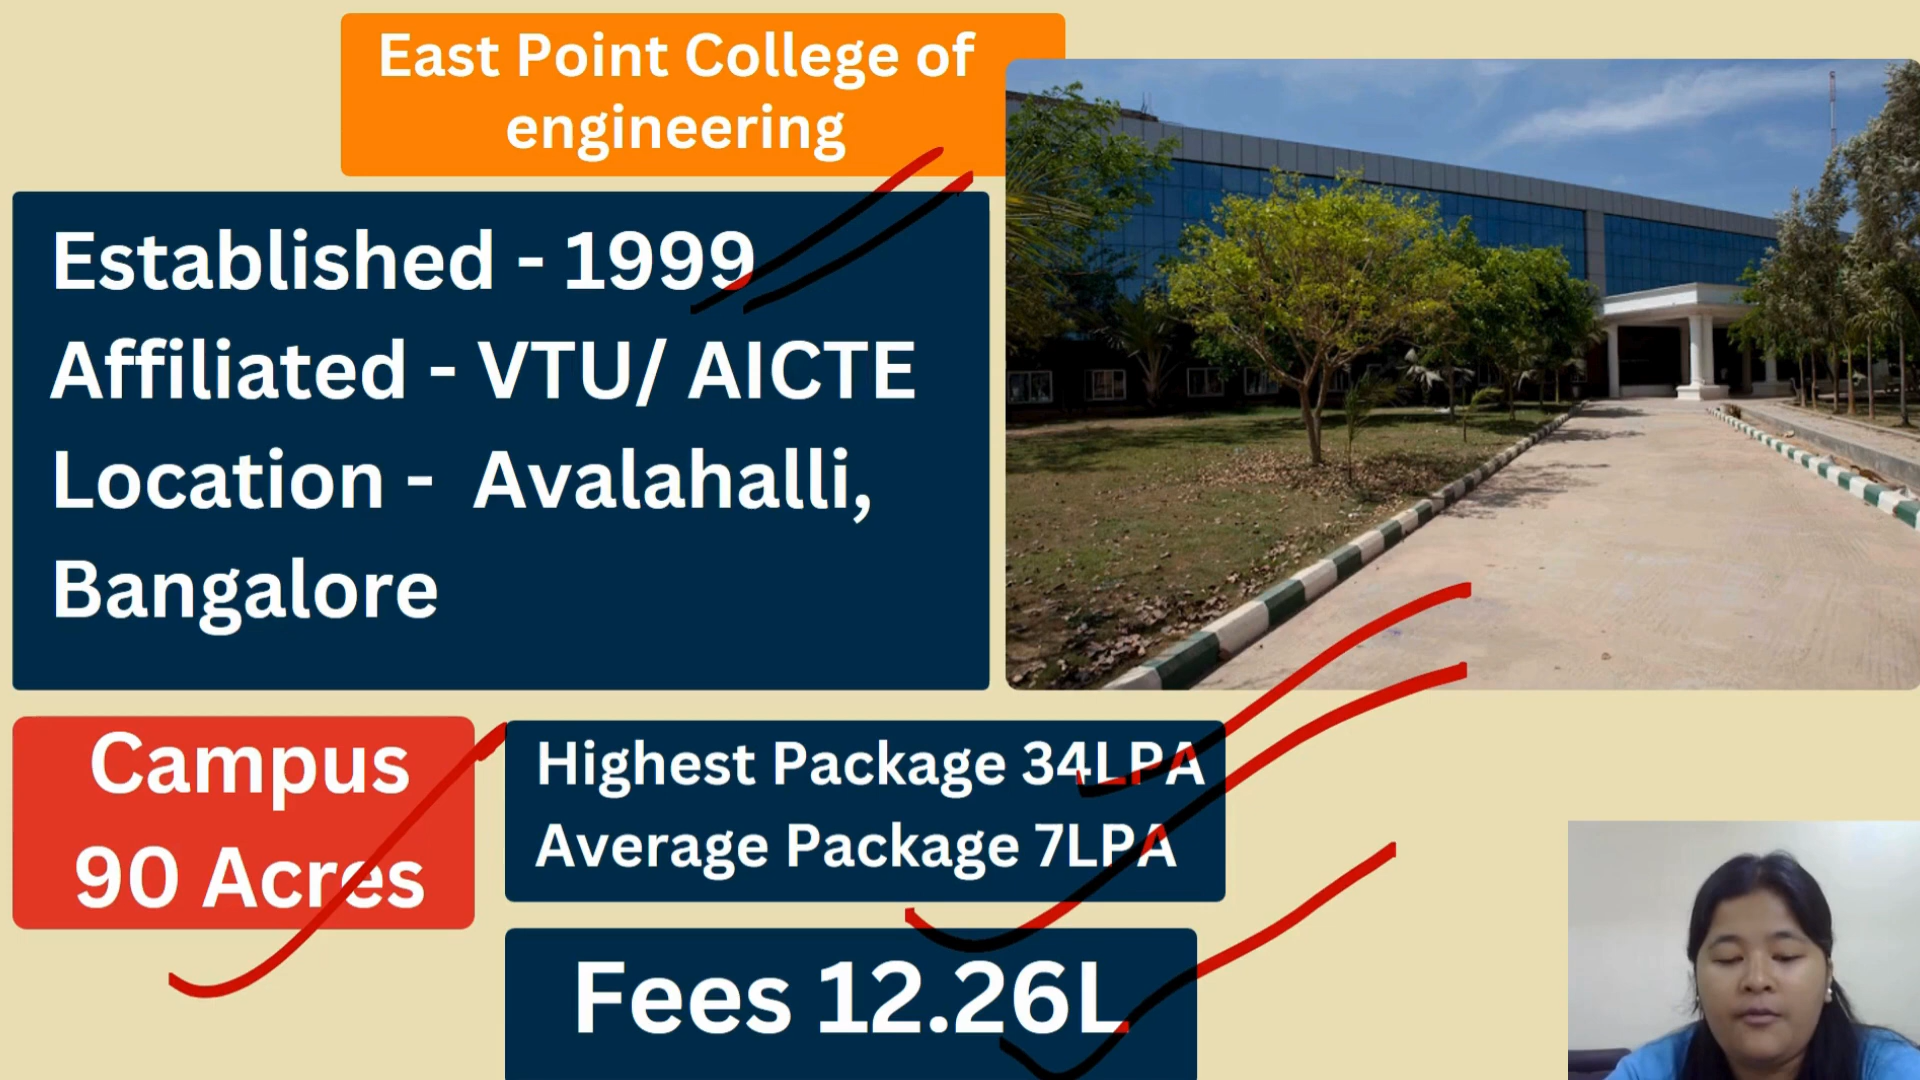 East Point College of
engineering
Established - 1999
Affiliated - VTU/ AICTE
Location - Avalahalli,
Bangalore
Campus
90 Acres
Highest Package 34LPA
Average Package 7LPA
Fees 12.26L